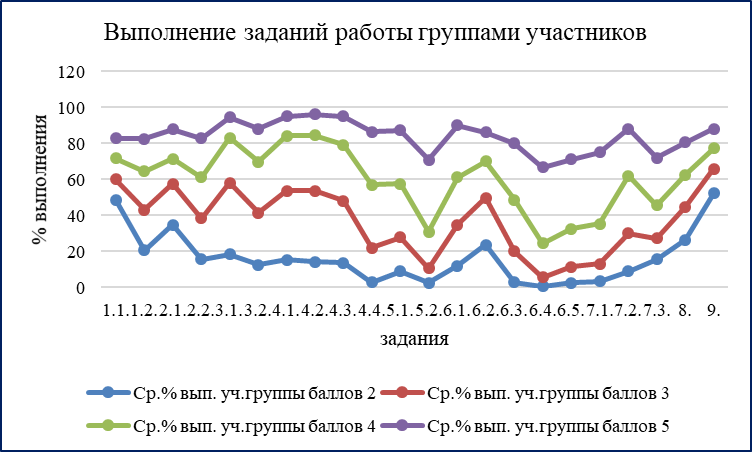 Выполнение заданий работы группами участников
120
100
80
60
40
20
0
% выполнения
1.1. 1.2. 2.1. 2.2. 3.1. 3.2. 4.1. 4.2. 4.3. 4.4. 5.1. 5.2. 6.1. 6.2. 6.3. 6.4. 6.5. 7.1. 7.2. 7.3. 8. 9.
задания
Ср.% вып. уч.группы баллов 2 Ср.% вып. уч.группы баллов 3
Ср.% вып. уч.группы баллов 4 Ср.% вып. уч.группы баллов 5